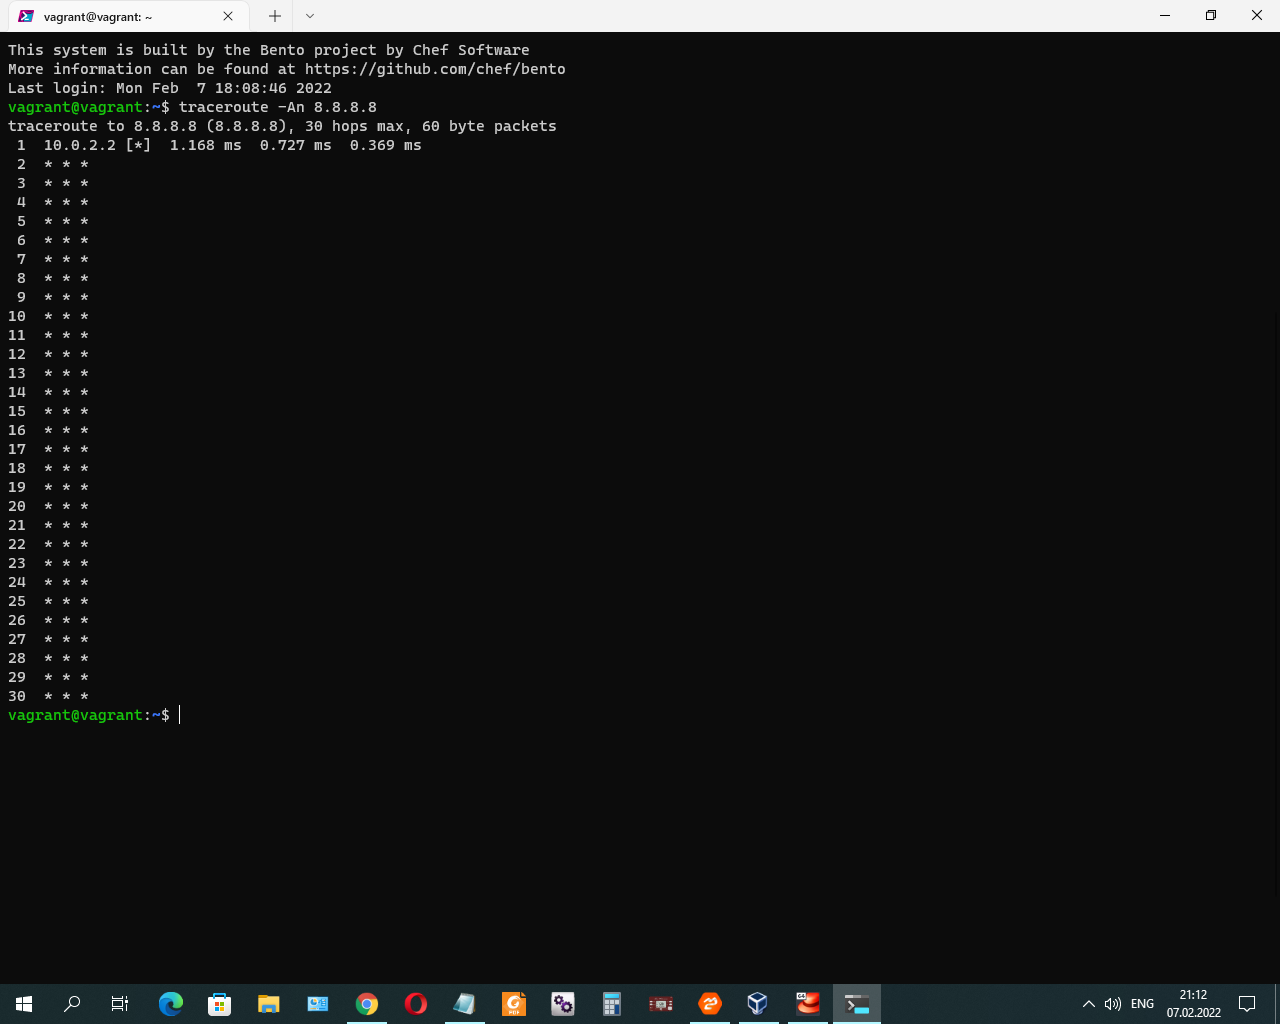 vagrant@vagrant: ~
This system is built by the Bento project by Chef Software
More information can be found at https://github.com/chef/bento
Last login: Mon Feb  7 18:08:46 2022
vagrant@vagrant:~$ traceroute -An 8.8.8.8
traceroute to 8.8.8.8 (8.8.8.8), 30 hops max, 60 byte packets
 1  10.0.2.2 [*]  1.168 ms  0.727 ms  0.369 ms
 2  * * *
 3  * * *
 4  * * *
 5  * * *
 6  * * *
 7  * * *
 8  * * *
 9  * * *
10  * * *
11  * * *
12  * * *
13  * * *
14  * * *
15  * * *
16  * * *
17  * * *
18  * * *
19  * * *
20  * * *
21  * * *
22  * * *
23  * * *
24  * * *
25  * * *
26  * * *
27  * * *
28  * * *
29  * * *
30  * * *
vagrant@vagrant:~$
PDF
ENG
21:12
07.02.2022